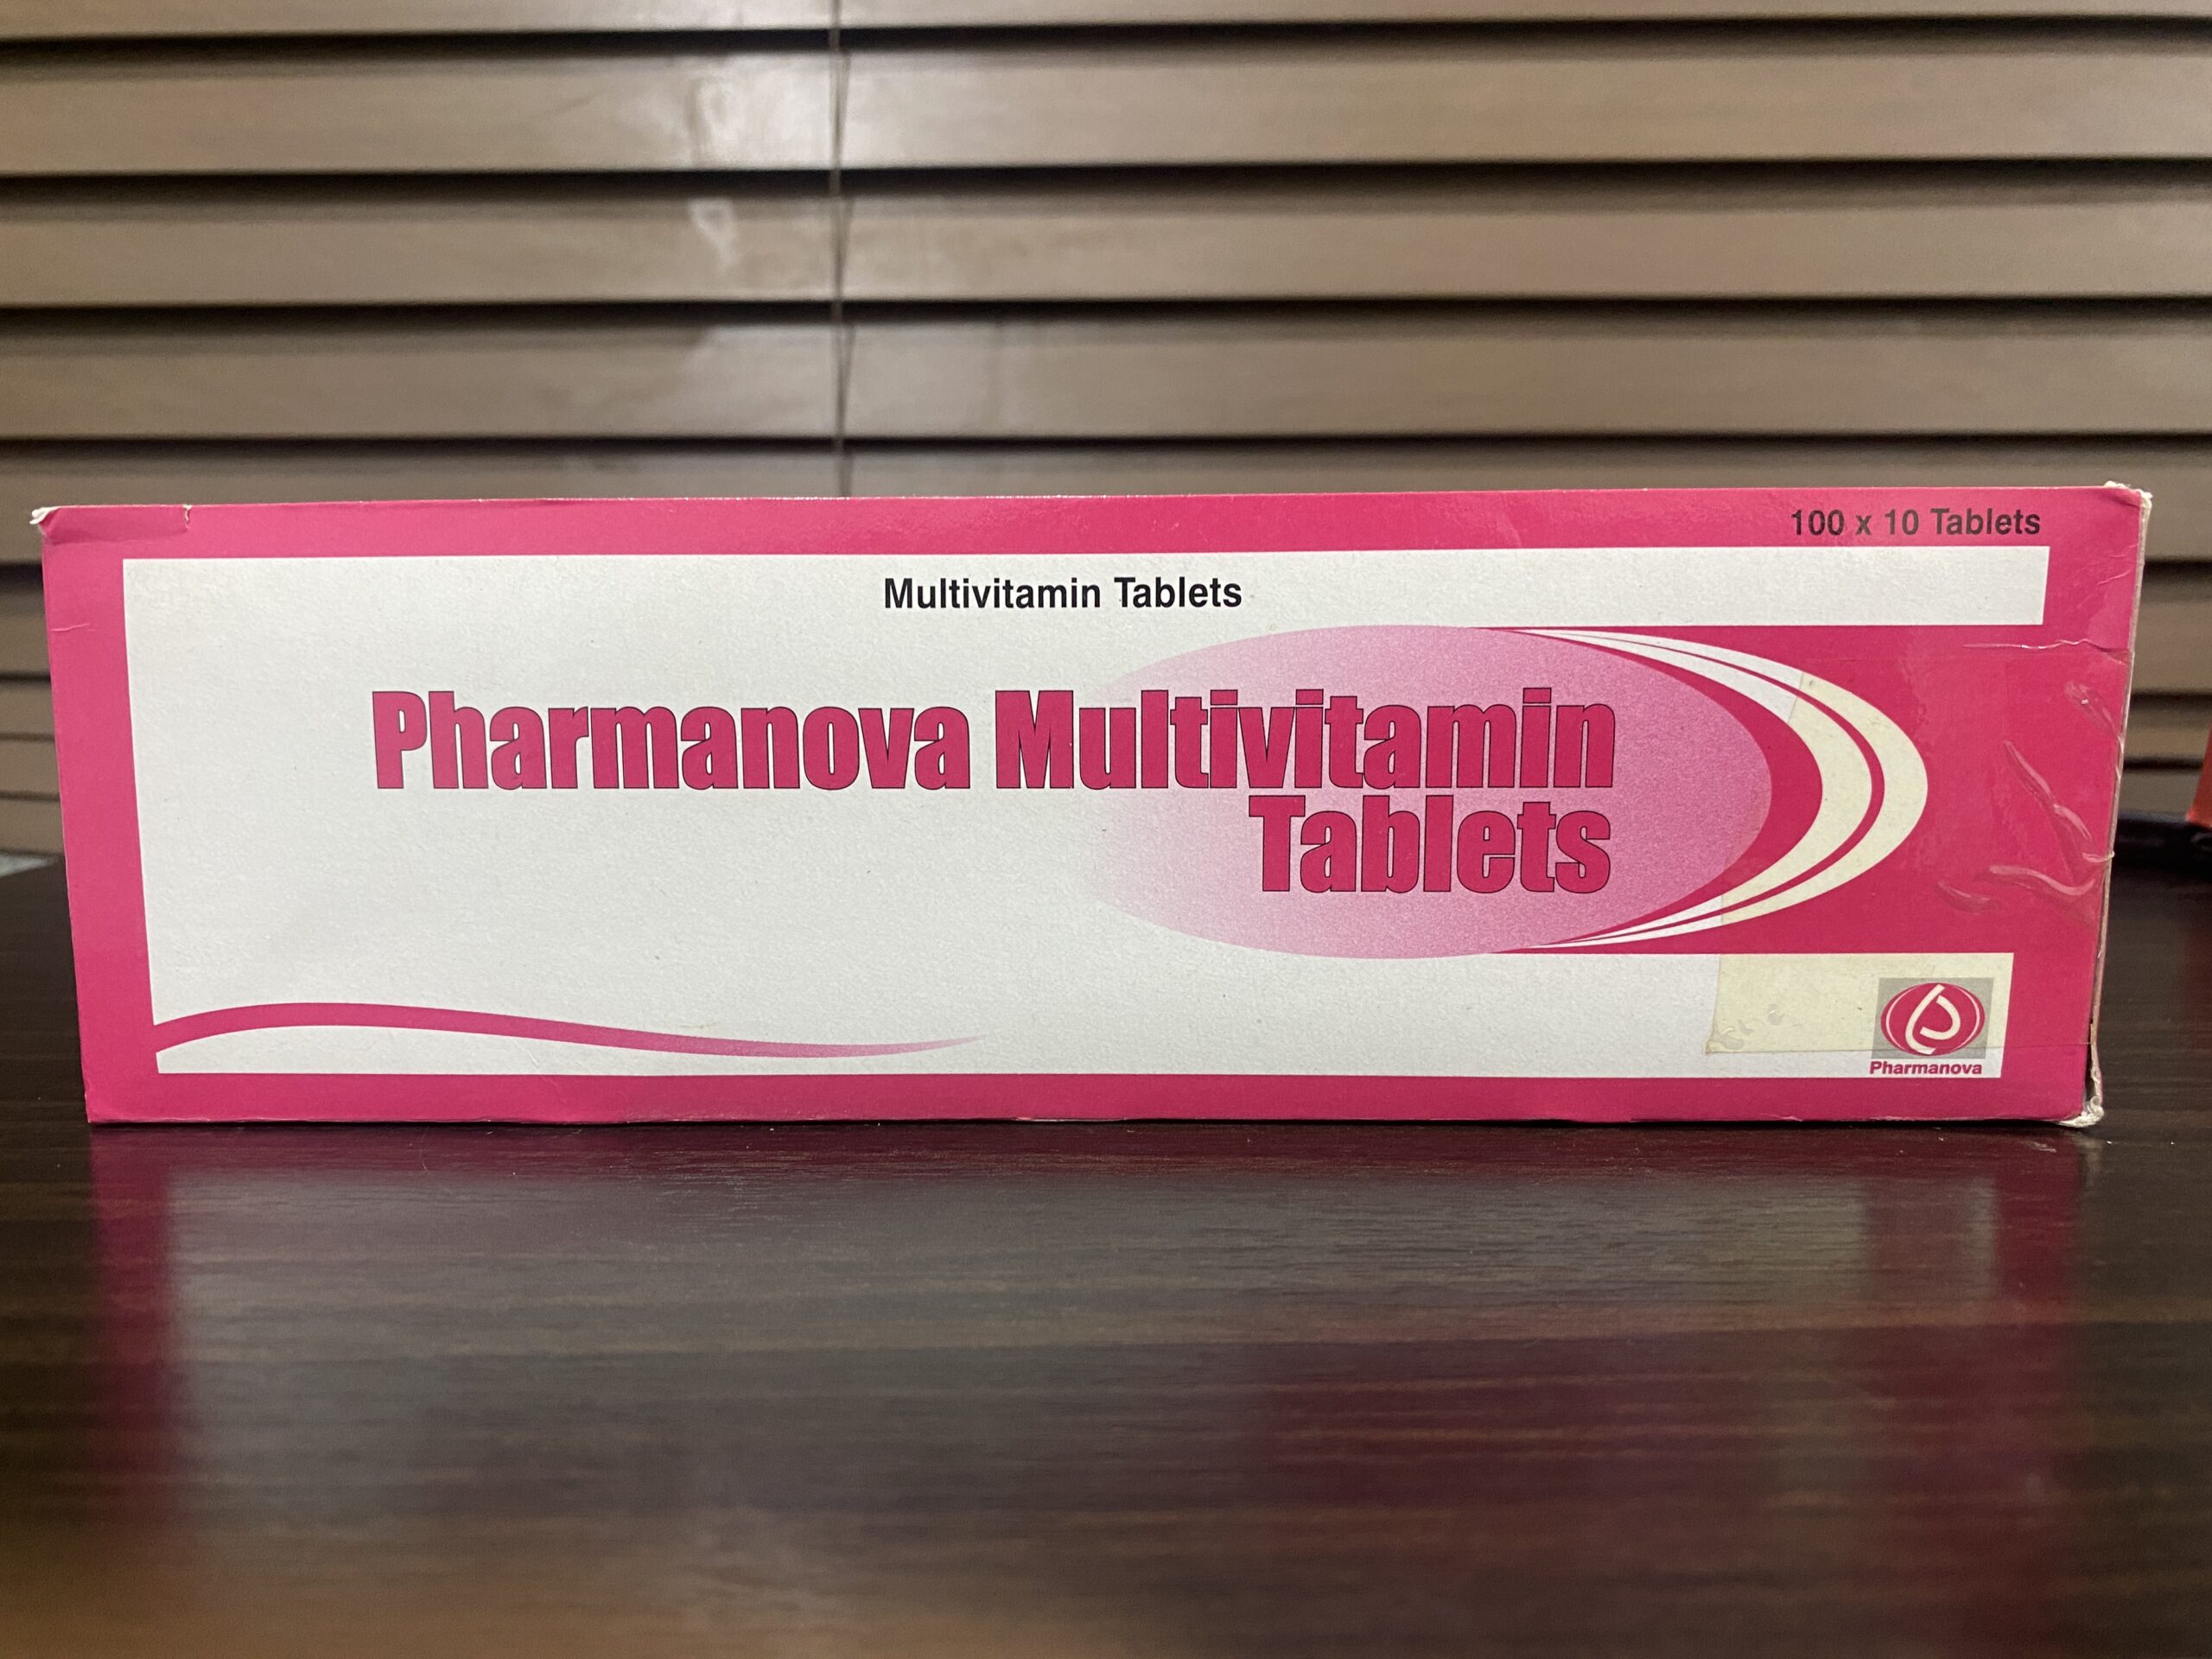 100 x 10 Tablets
Multivitamin Tablets
Pharmanova Multivitamin
Tablets
Pharmanova